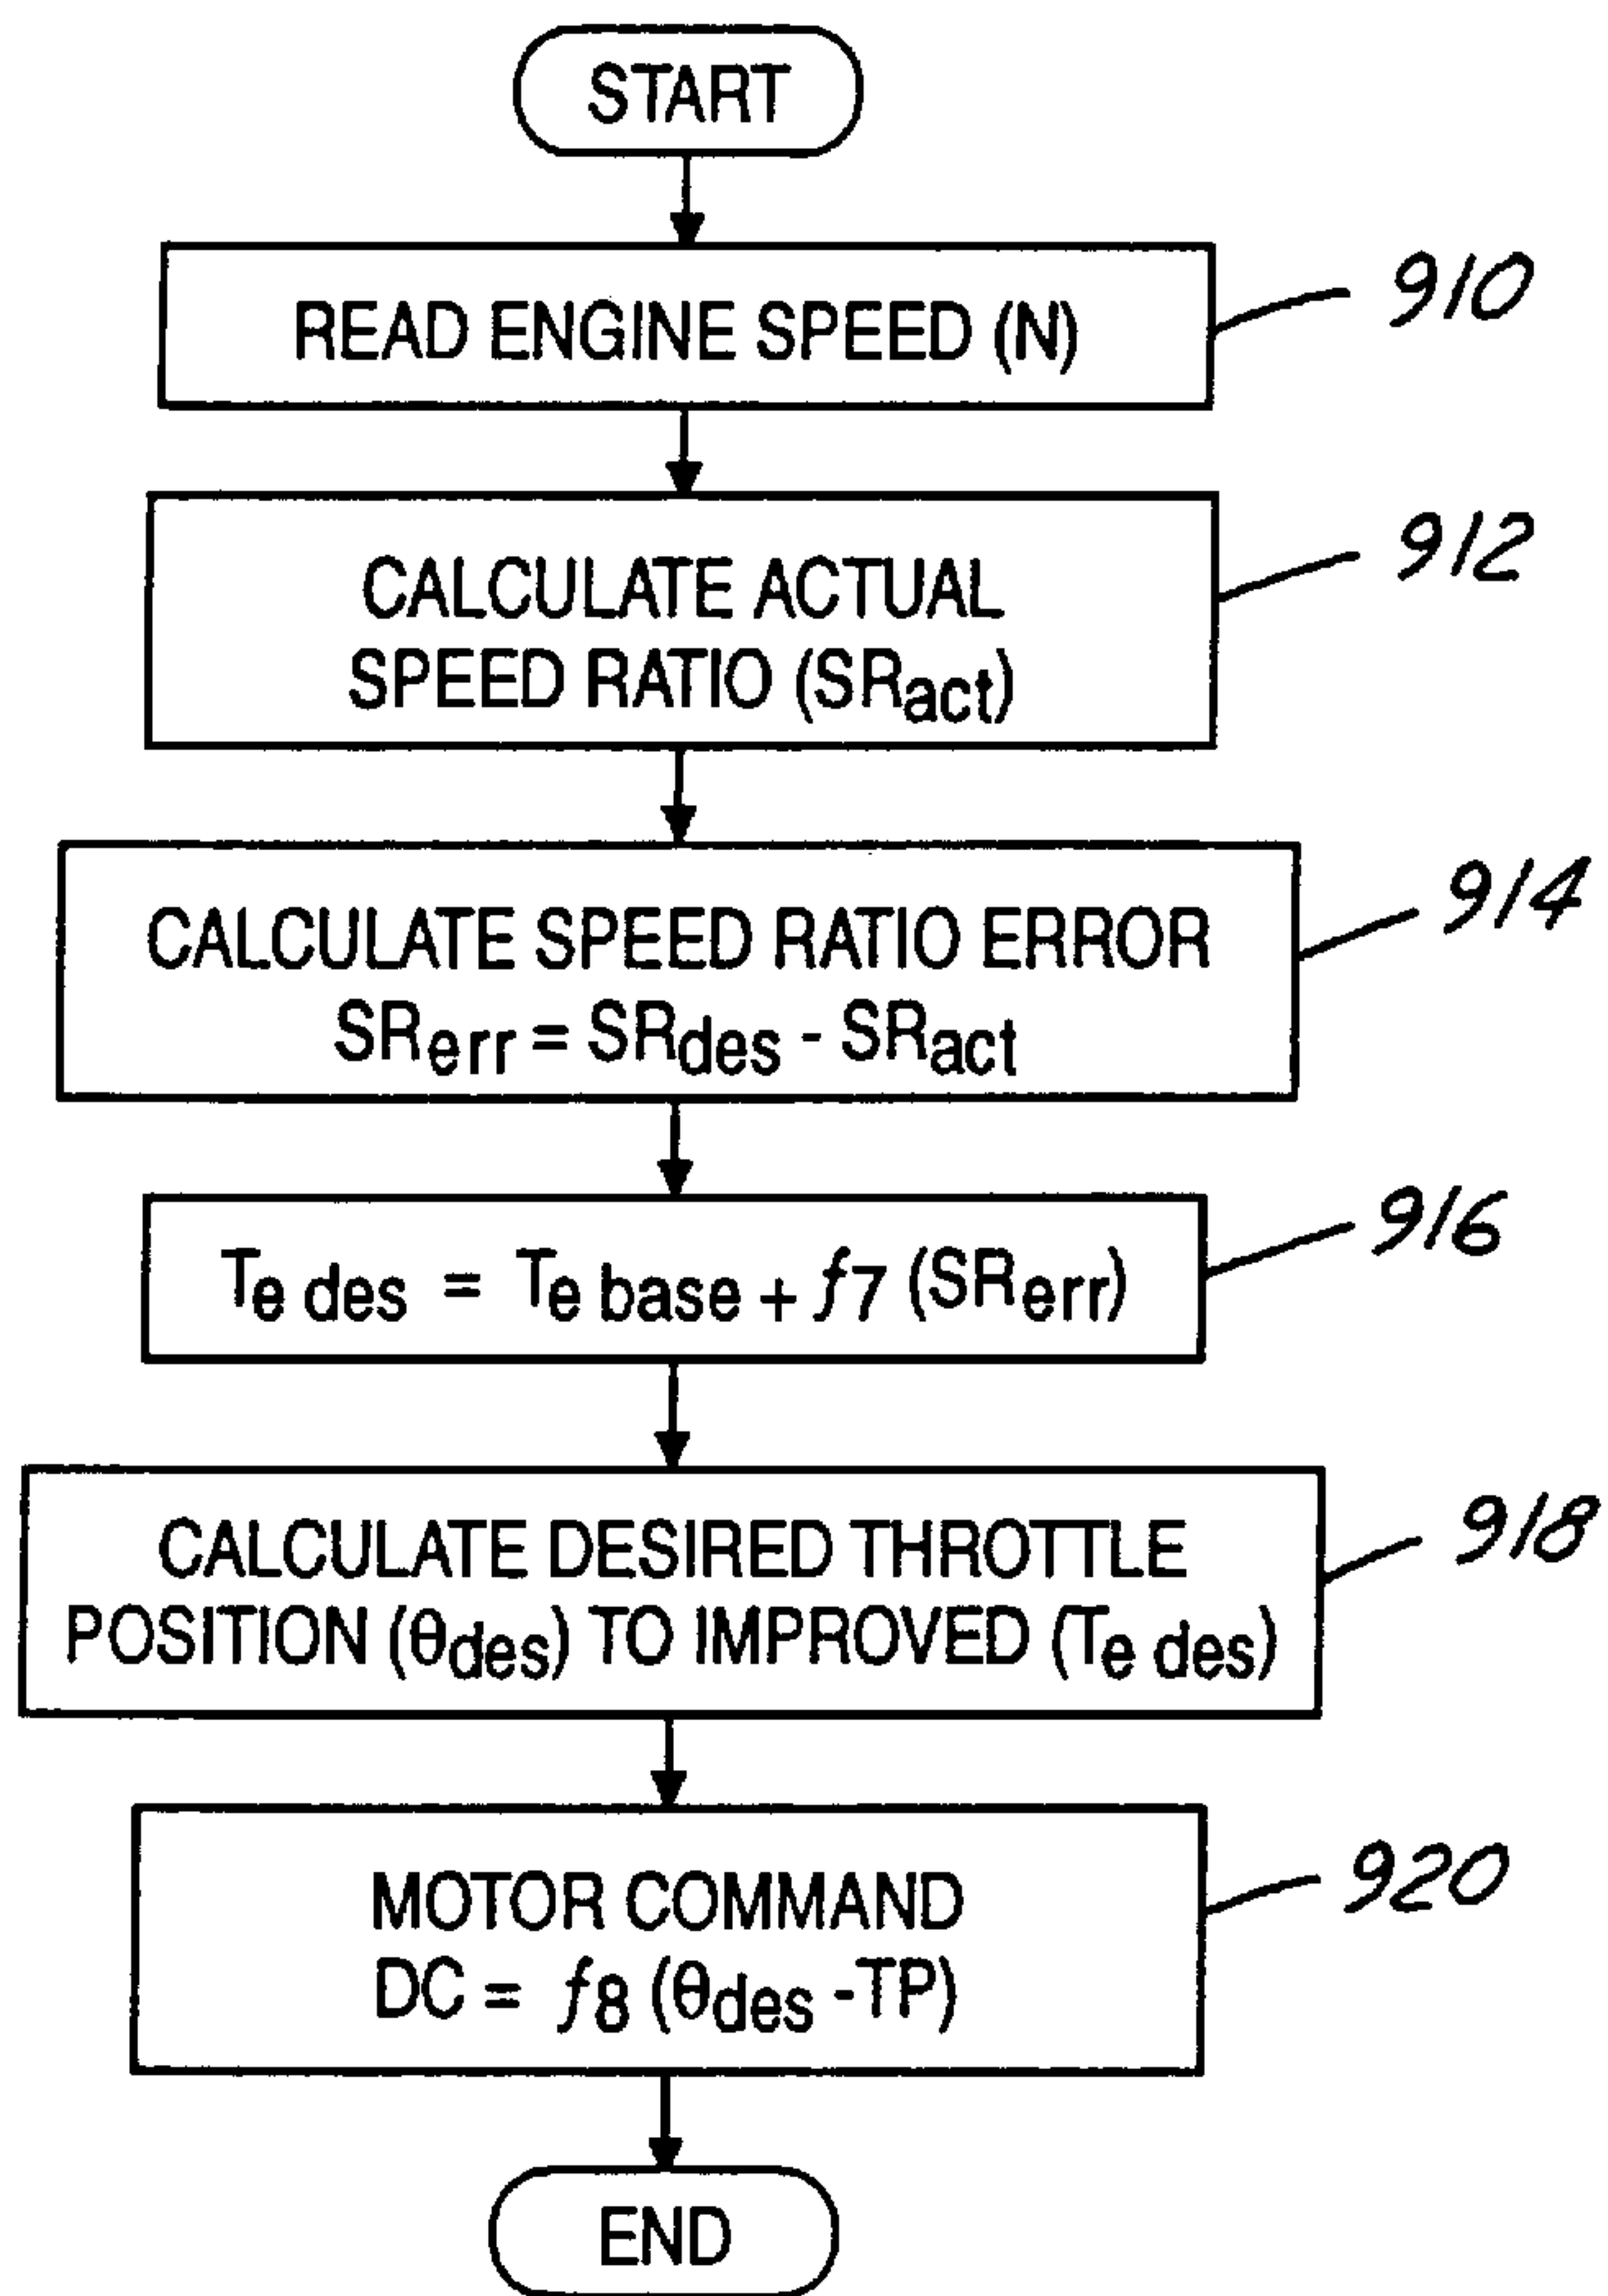 START
READ ENGINE SPEED (N)
910
CALCULATE ACTUAL
SPEED RATIO (SRact)
912
CALCULATE SPEED RATIO ERROR
SRerr = SRdes - SRact
914
Te des = Te base + f7 (SRerr)
916
CALCULATE DESIRED THROTTLE
POSITION (θdes) TO IMPROVED (Te des)
918
MOTOR COMMAND
DC = f8 (θdes -TP)
920
END